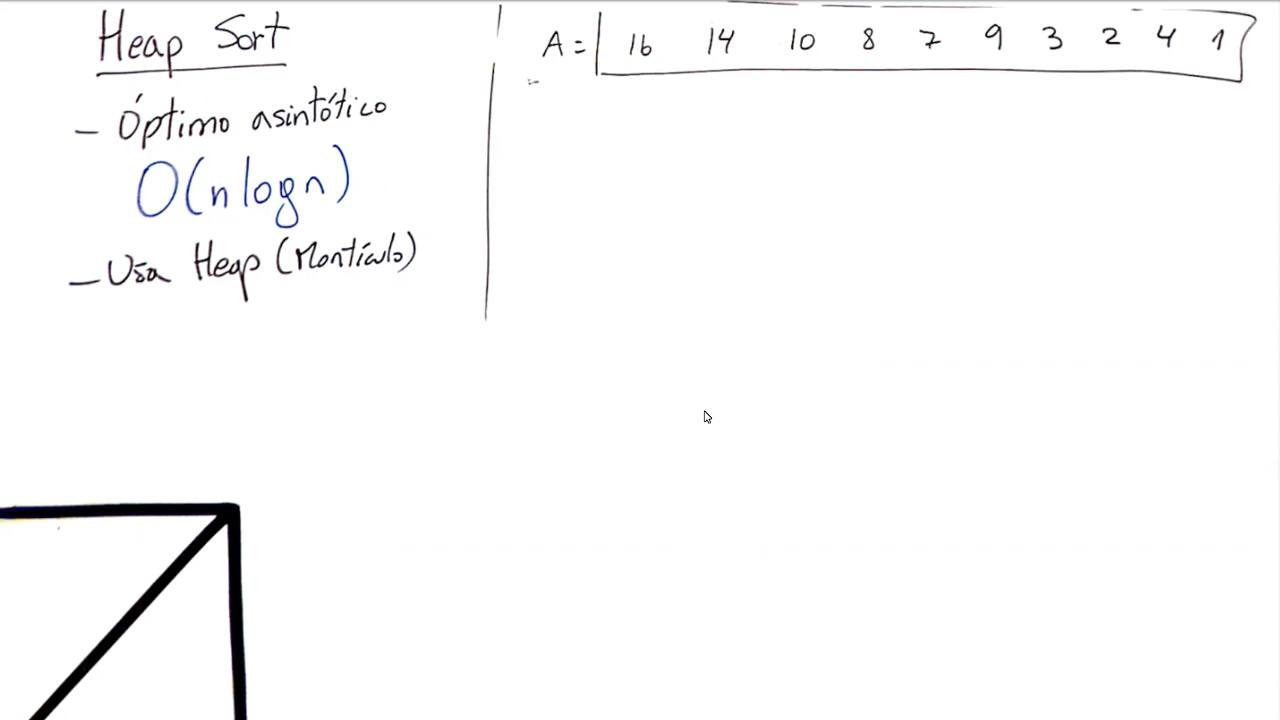 Heap Sort
- Óptimo asintótico
O(n log n)
- Usa Heap (Montículo)
A = 16 14 10 8 7 9 3 2 4 1